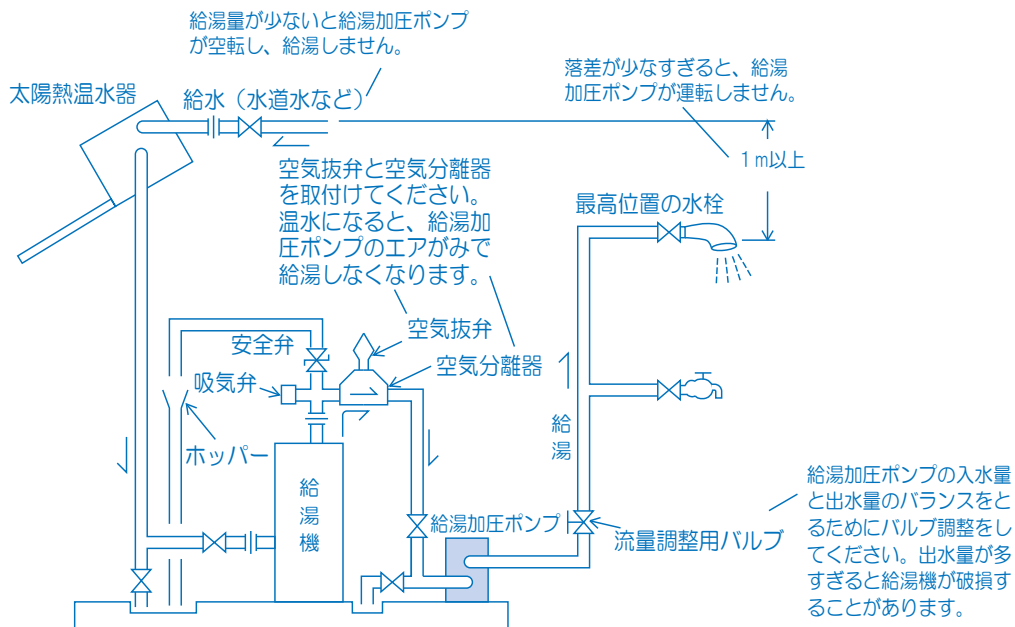 給湯量が少ないと給湯加圧ポンプ
が空転し、給湯しません。
落差が少なすぎると、給湯
加圧ポンプが運転しません。
太陽熱温水器
給水（水道水など）
1m以上
空気抜弁と空気分離器
を取付けてください。
温水になると、給湯加
圧ポンプのエアがみで
給湯しなくなります。
最高位置の水栓
空気抜弁
安全弁
空気分離器
吸気弁
給湯
ホッパー
給湯機
給湯加圧ポンプ
流量調整用バルブ
給湯加圧ポンプの入水量
と出水量のバランスをと
るためにバルブ調整をし
てください。出水量が多
すぎると給湯機が破損す
ることがあります。